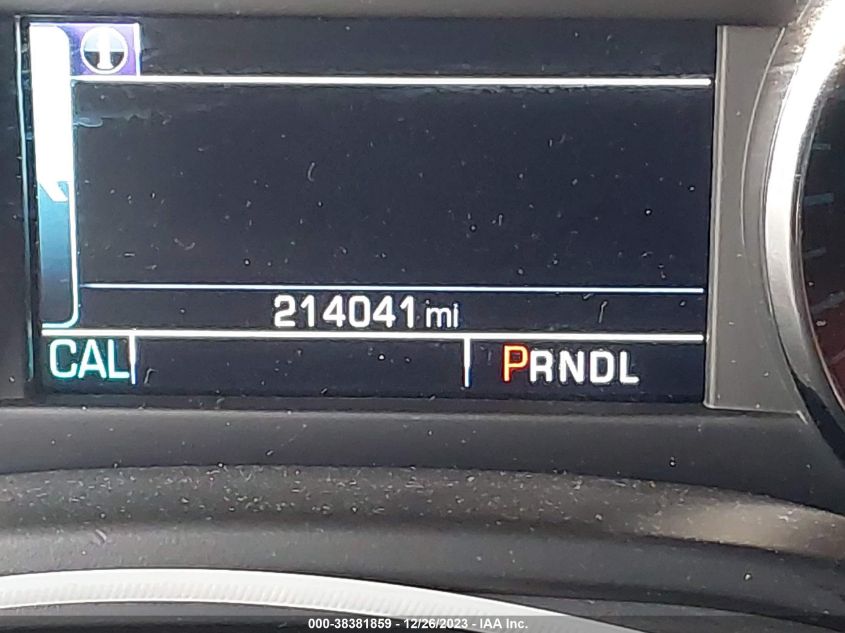 214041 mi
CAL PRNDL
000-38381859 - 12/26/2023 - IAA Inc.